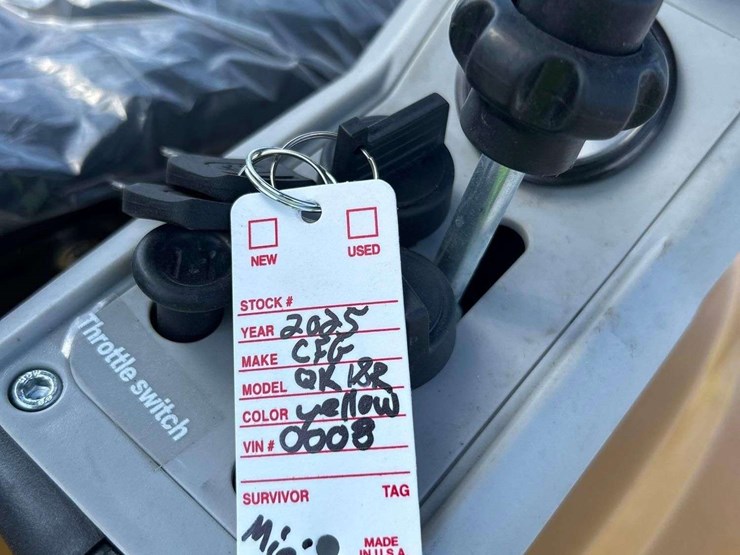 NEW USED
STOCK #
YEAR 2025
MAKE CFG
MODEL QK18R
COLOR yellow
VIN # 0008
SURVIVOR TAG
MADE
IN U.S.A.
Throttle switch